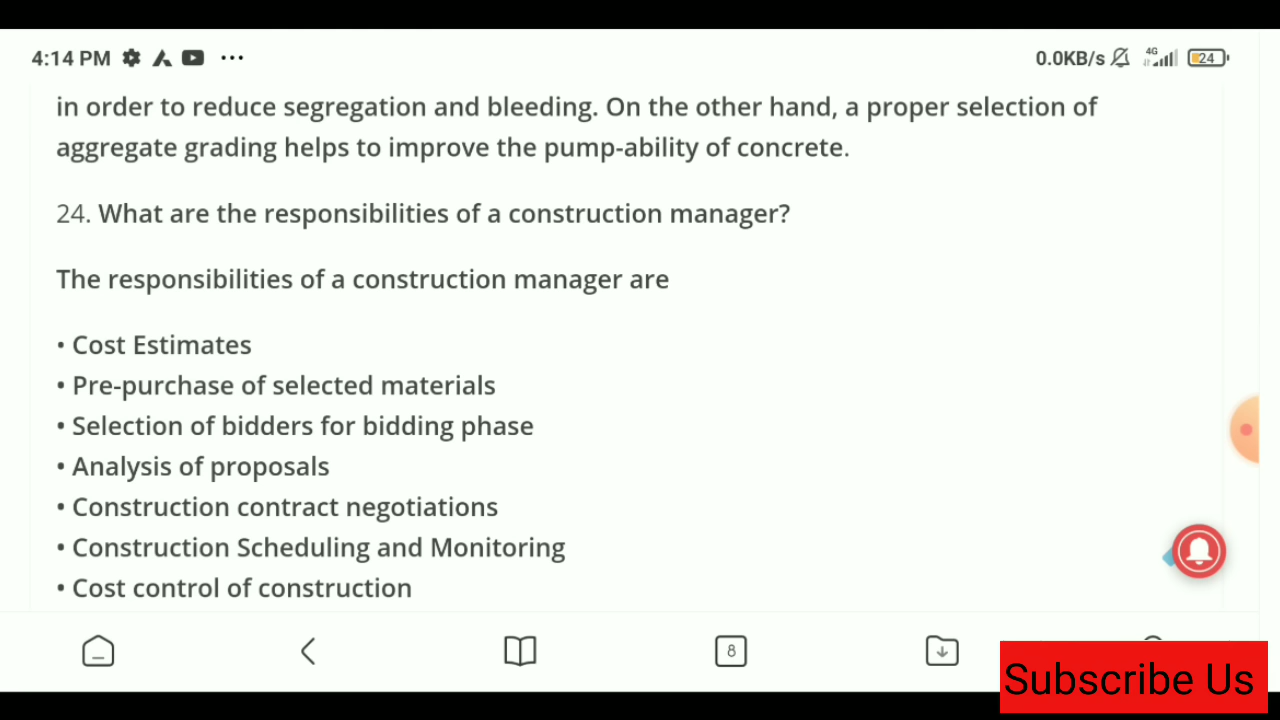 4:14 PM ... 0.0KB/s 4G 24
in order to reduce segregation and bleeding. On the other hand, a proper selection of
aggregate grading helps to improve the pump-ability of concrete.
24. What are the responsibilities of a construction manager?
The responsibilities of a construction manager are
• Cost Estimates
• Pre-purchase of selected materials
• Selection of bidders for bidding phase
• Analysis of proposals
• Construction contract negotiations
• Construction Scheduling and Monitoring
• Cost control of construction
8
Subscribe Us